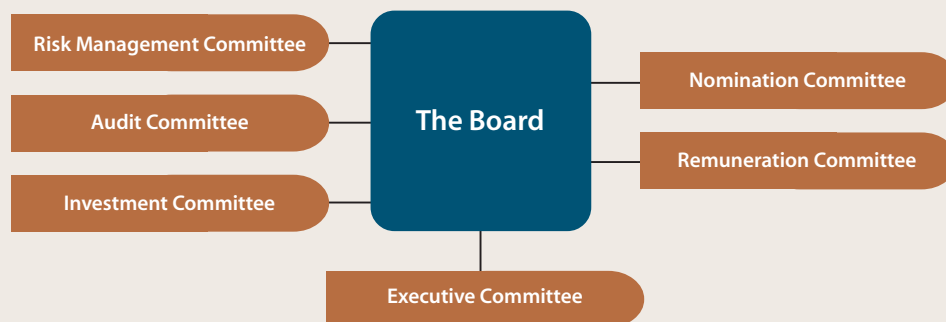 Risk Management Committee
Audit Committee
Investment Committee
The Board
Nomination Committee
Remuneration Committee
Executive Committee